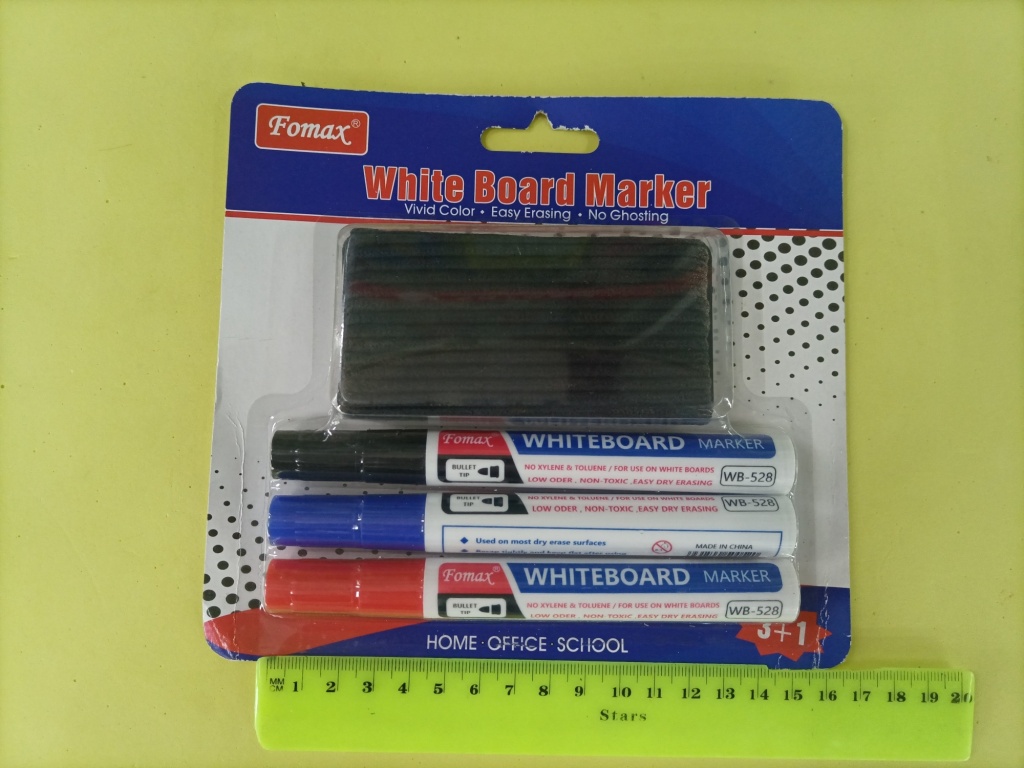 Fomax®
White Board Marker
Vivid Color • Easy Erasing • No Ghosting
Fomax
WHITEBOARD MARKER
BULLET TIP
NO XYLENE & TOLUENE / FOR USE ON WHITE BOARDS
LOW ODER , NON-TOXIC ,EASY DRY ERASING
WB-528
BULLET TIP
NO XYLENE & TOLUENE / FOR USE ON WHITE BOARDS
LOW ODER , NON-TOXIC ,EASY DRY ERASING
WB-528
◆ Used on most dry erase surfaces
MADE IN CHINA
Fomax®
WHITEBOARD MARKER
BULLET TIP
NO XYLENE & TOLUENE / FOR USE ON WHITE BOARDS
LOW ODER , NON-TOXIC ,EASY DRY ERASING
WB-528
HOME · OFFICE · SCHOOL
3+1
MM
CM 1 2 3 4 5 6 7 8 9 10 11 12 13 14 15 16 17 18 19 20
Stars